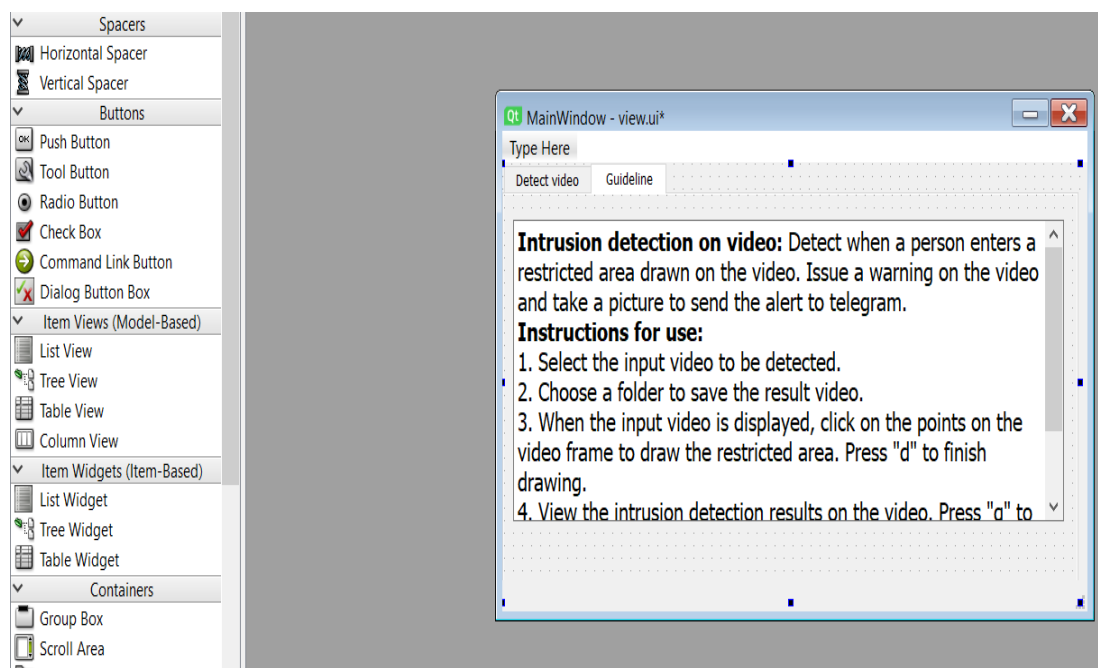 Spacers
Horizontal Spacer
Vertical Spacer
Buttons
Push Button
Tool Button
Radio Button
Check Box
Command Link Button
Dialog Button Box
Item Views (Model-Based)
List View
Tree View
Table View
Column View
Item Widgets (Item-Based)
List Widget
Tree Widget
Table Widget
Containers
Group Box
Scroll Area
Qt MainWindow - view.ui*
Type Here
Detect video Guideline
Intrusion detection on video: Detect when a person enters a
restricted area drawn on the video. Issue a warning on the video
and take a picture to send the alert to telegram.
Instructions for use:
1. Select the input video to be detected.
2. Choose a folder to save the result video.
3. When the input video is displayed, click on the points on the
video frame to draw the restricted area. Press "d" to finish
drawing.
4. View the intrusion detection results on the video. Press "q" to